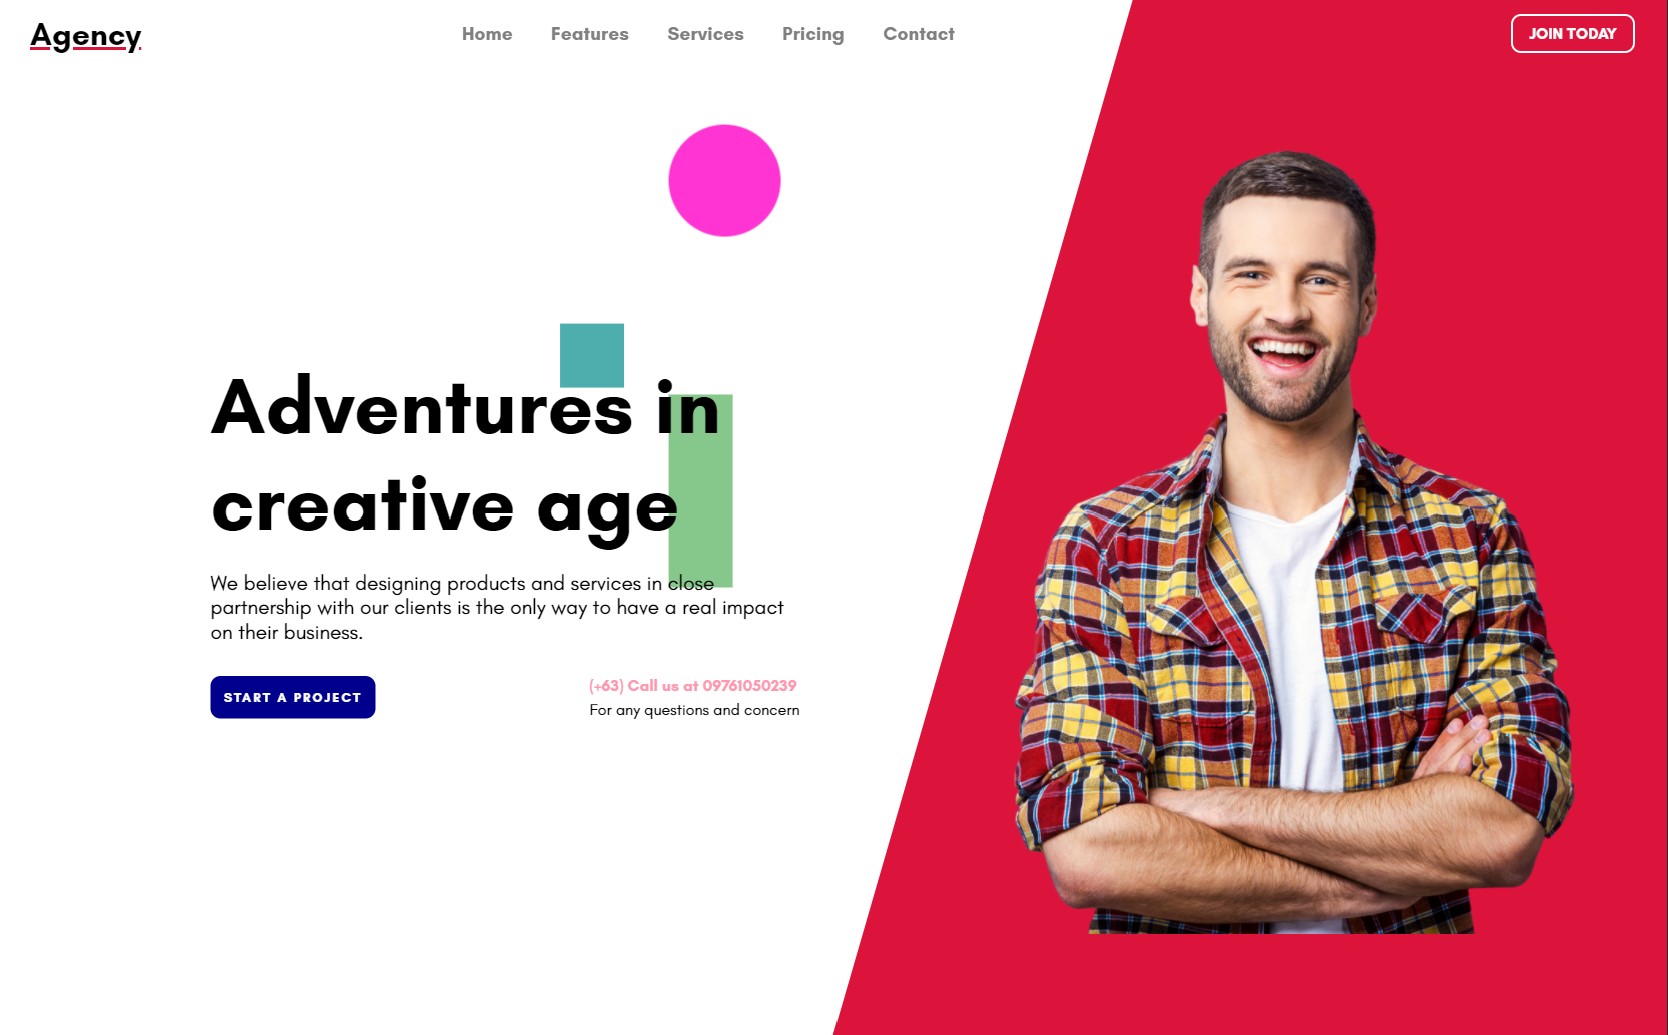 Agency
Home Features Services Pricing Contact
JOIN TODAY
Adventures in
creative age
We believe that designing products and services in close
partnership with our clients is the only way to have a real impact
on their business.
START A PROJECT
(+63) Call us at 09761050239
For any questions and concern